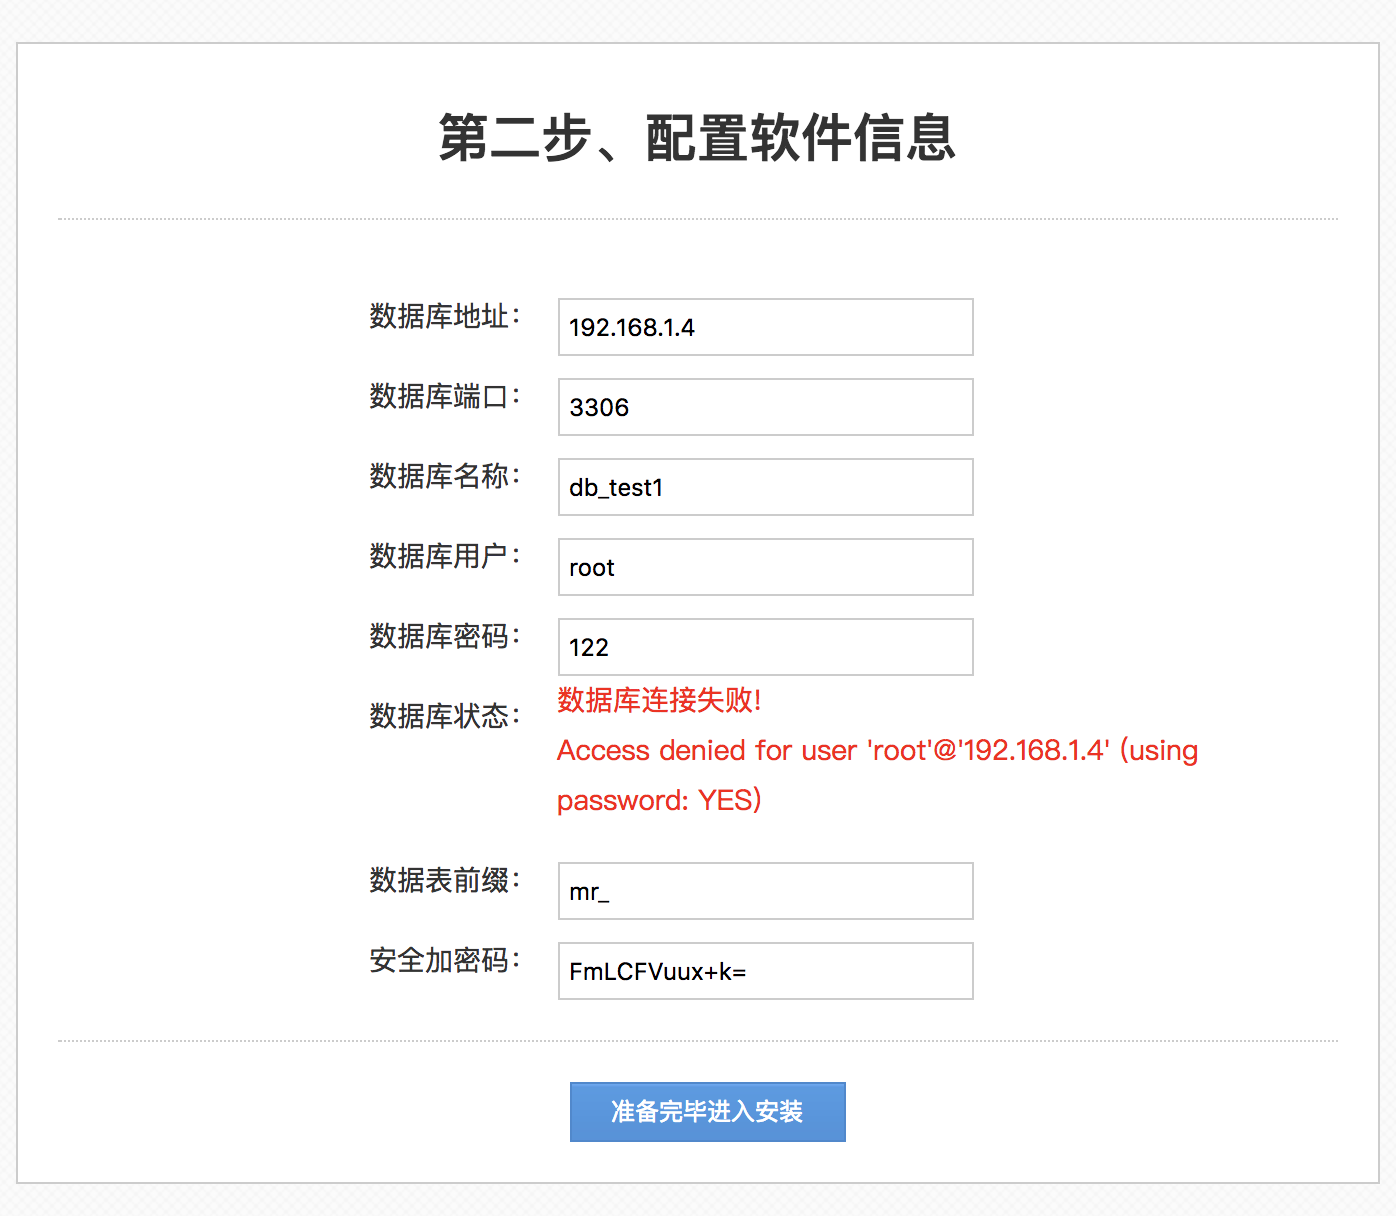 第二步、配置软件信息
数据库地址： 192.168.1.4
数据库端口： 3306
数据库名称： db_test1
数据库用户： root
数据库密码： 122
数据库状态： 数据库连接失败!
Access denied for user 'root'@'192.168.1.4' (using
password: YES)
数据表前缀： mr_
安全加密码： FmLCFVuux+k=
准备完毕进入安装